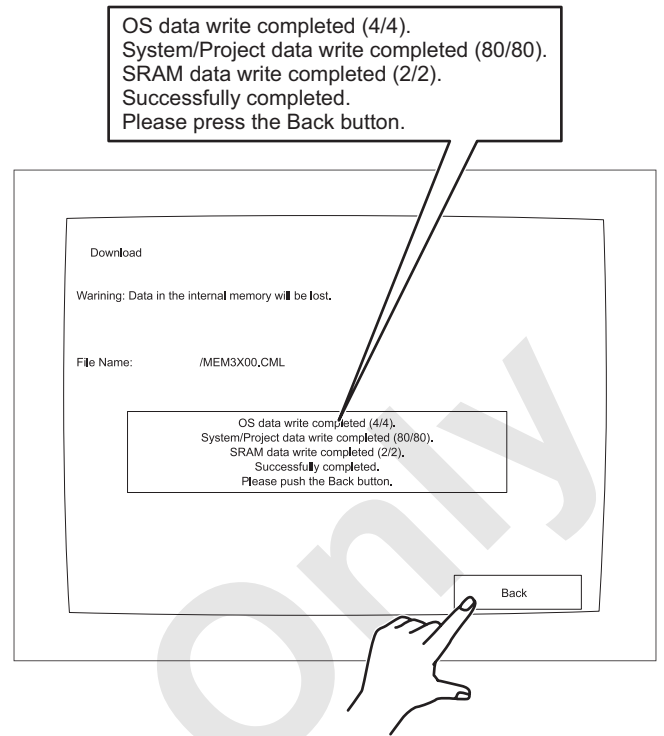 OS data write completed (4/4).
System/Project data write completed (80/80).
SRAM data write completed (2/2).
Successfully completed.
Please press the Back button.
Download
Warining: Data in the internal memory will be lost.
File Name: /MEM3X00.CML
OS data write completed (4/4).
System/Project data write completed (80/80).
SRAM data write completed (2/2).
Successfully completed.
Please push the Back button.
Back
Only